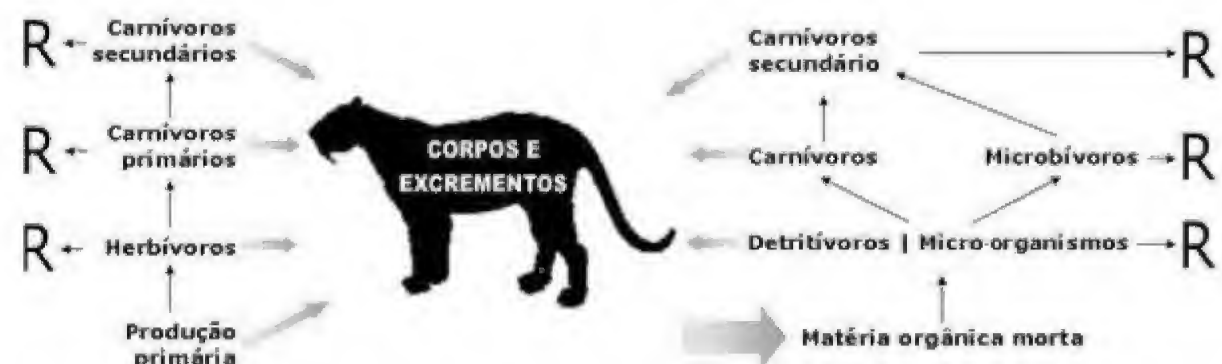 R
Carnívoros
secundários
R
Carnívoros
primários
R
Herbívoros
Produção
primária
CORPOS E
EXCREMENTOS
Carnívoros
secundário
R
Carnívoros
Microbívoros
R
Detritívoros | Micro-organismos
R
Matéria orgânica morta